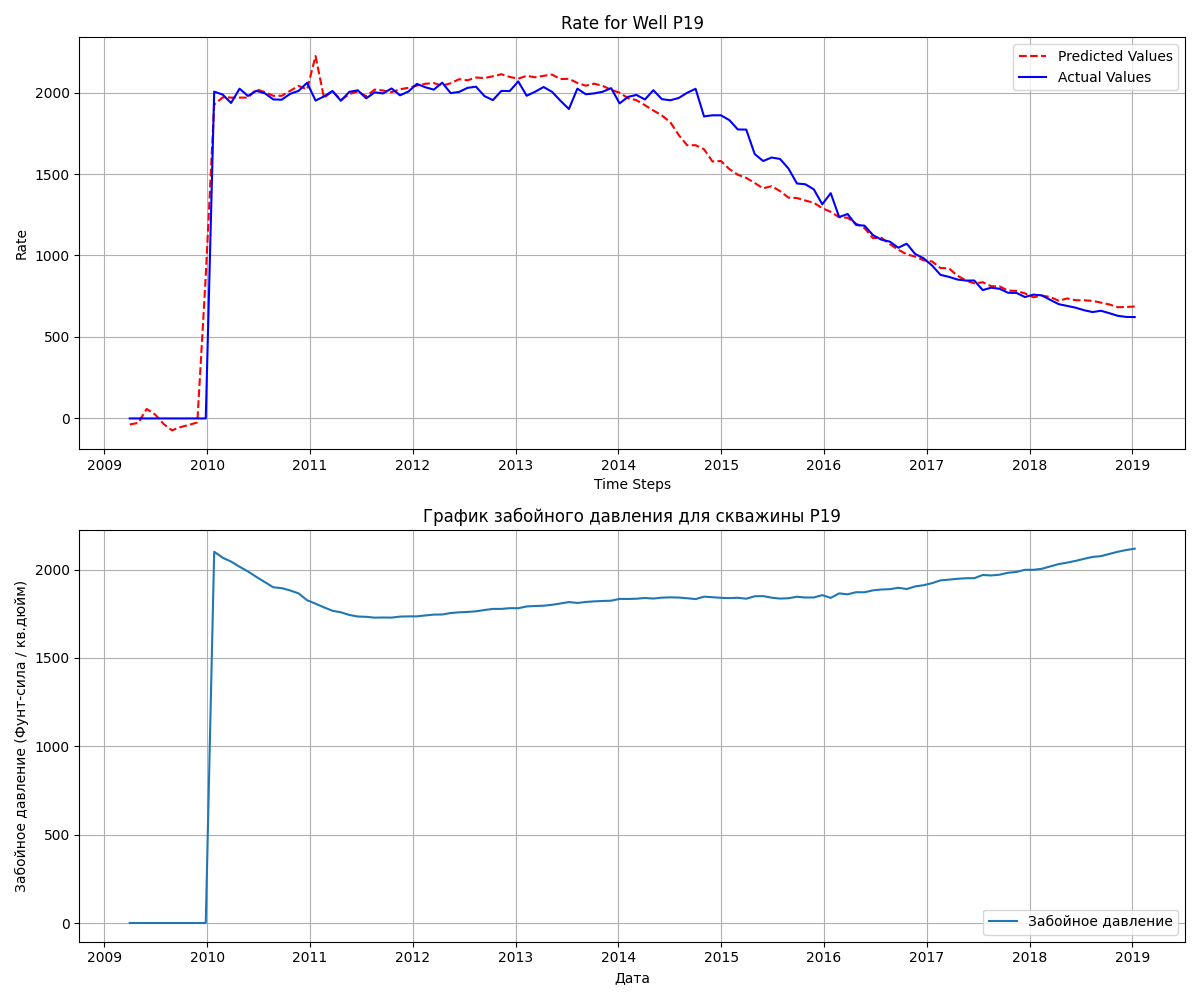 Rate for Well P19
Predicted Values
Actual Values
2000
1500
1000
500
0
Rate
2009 2010 2011 2012 2013 2014 2015 2016 2017 2018 2019
Time Steps
График забойного давления для скважины P19
2000
1500
1000
500
0
Забойное давление (Фунт-сила / кв.дюйм)
Забойное давление
2009 2010 2011 2012 2013 2014 2015 2016 2017 2018 2019
Дата